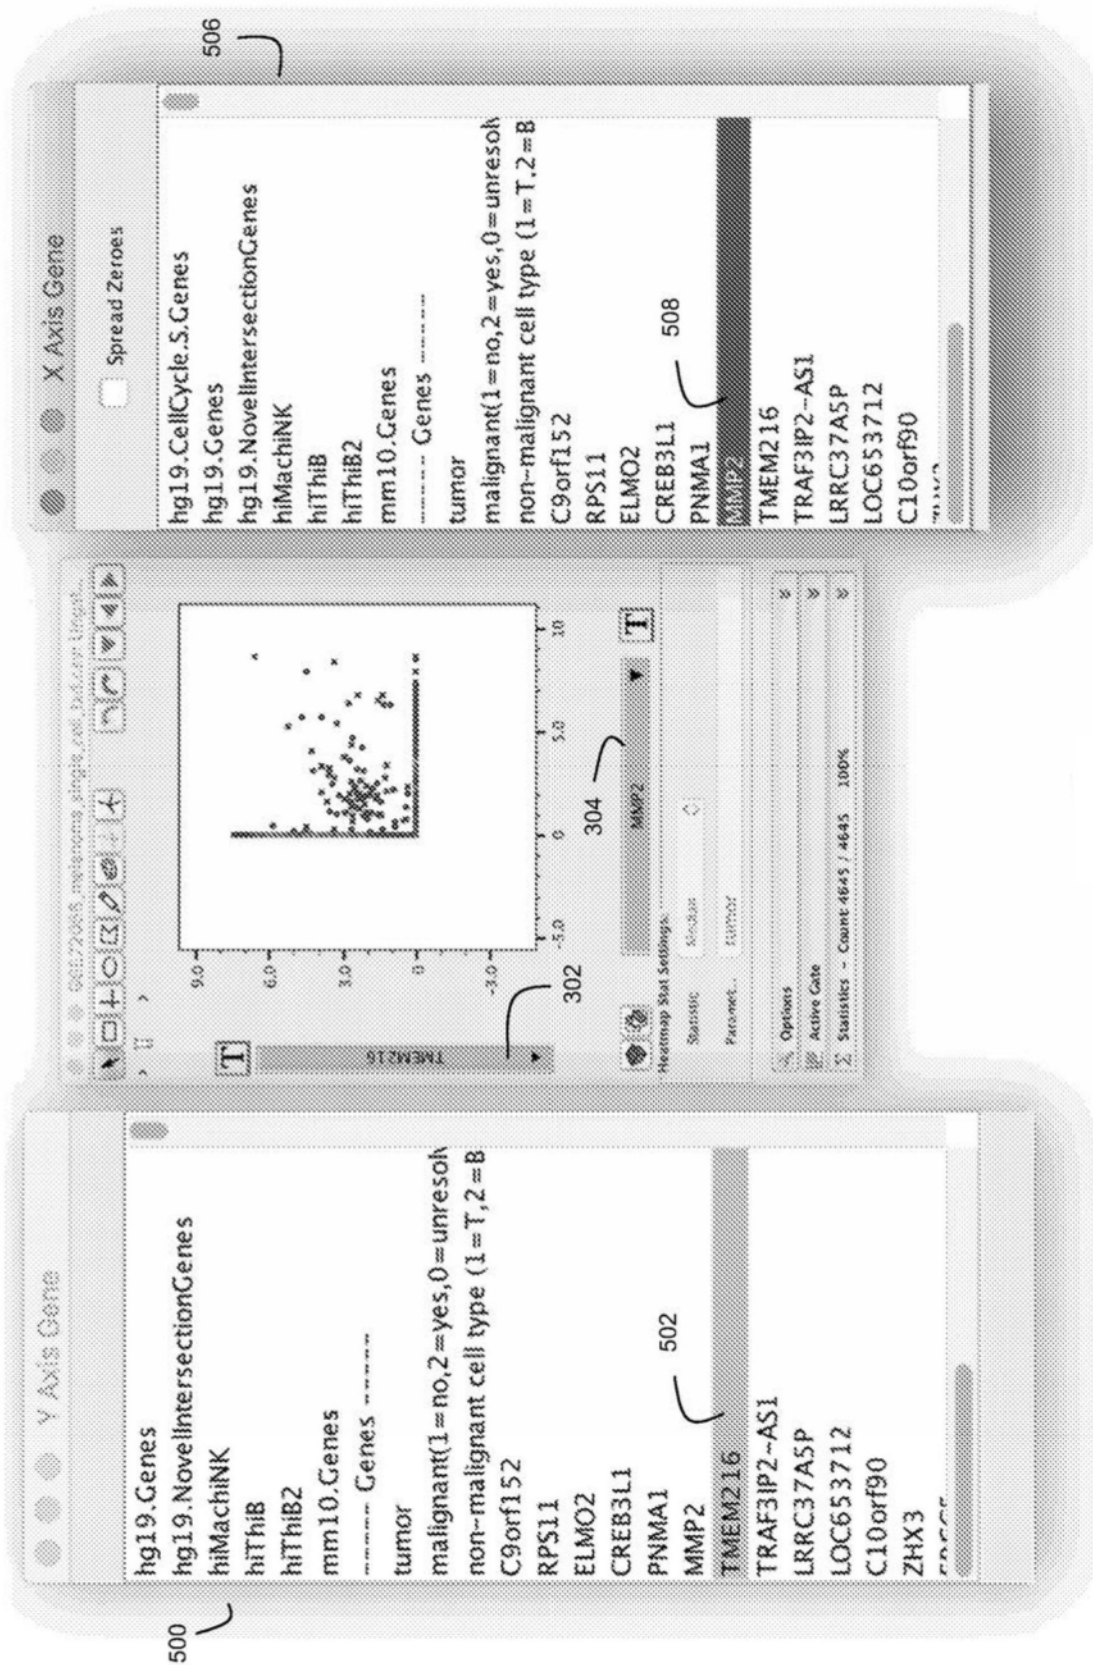 Y Axis Gene
hg19.Genes
hg19.NovelIntersectionGenes
hiMachiNK
hiThiB
hiThiB2
mm10.Genes
------ Genes ------
tumor
malignant(1=no,2=yes,0=unresolv
non-malignant cell type (1=T,2=B
C9orf152
RPS11
ELMO2
CREB3L1
PNMA1
MMP2
TMEM216
TRAF3IP2-AS1
LRRC37A5P
LOC653712
C10orf90
ZHX3
500
502
T
TMEM216
302
9.0
6.0
3.0
0
-3.0
-5.0
0
5.0
10
MMP2
T
304
Heatmap Stat Settings:
Statistic
Median
Paramet...
tumor
Options
Active Gate
Σ Statistics - Count: 4645 / 4645 100%
X Axis Gene
Spread Zeroes
hg19.CellCycle.S.Genes
hg19.Genes
hg19.NovelIntersectionGenes
hiMachiNK
hiThiB
hiThiB2
mm10.Genes
------ Genes ------
tumor
malignant(1=no,2=yes,0=unresolv
non-malignant cell type (1=T,2=B
C9orf152
RPS11
ELMO2
CREB3L1
PNMA1
MMP2
TMEM216
TRAF3IP2-AS1
LRRC37A5P
LOC653712
C10orf90
506
508